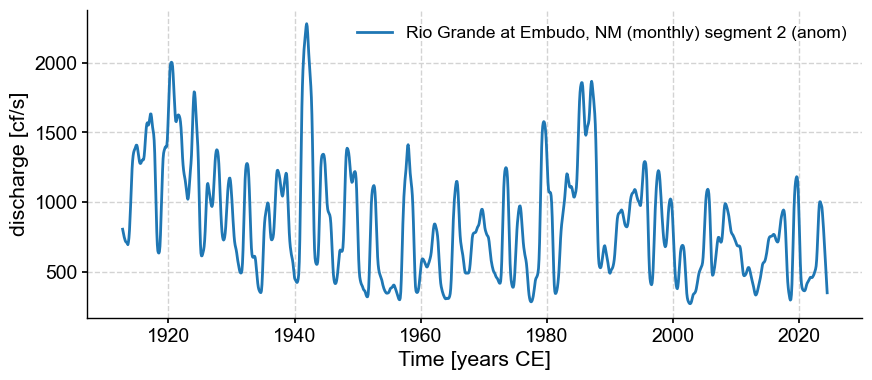 Rio Grande at Embudo, NM (monthly) segment 2 (anom)
discharge [cf/s]
2000
1500
1000
500
1920 1940 1960 1980 2000 2020
Time [years CE]